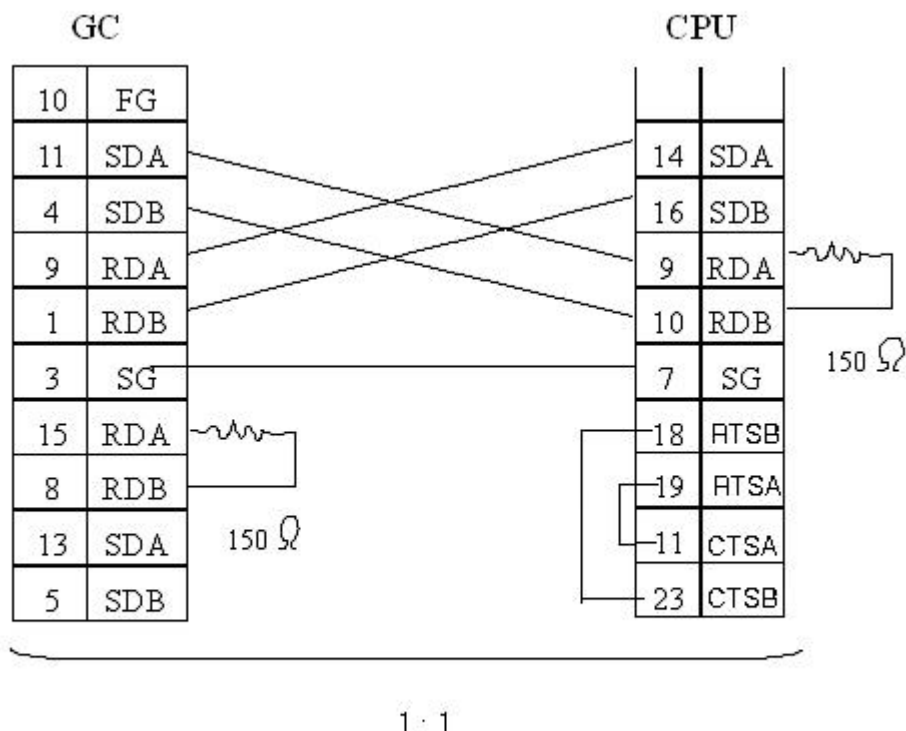 GC CPU
10 FG
11 SDA 14 SDA
4 SDB 16 SDB
9 RDA 9 RDA
1 RDB 10 RDB
150 Ω
3 SG 7 SG
15 RDA 18 RTSB
8 RDB 19 RTSA
150 Ω
13 SDA 11 CTSA
5 SDB 23 CTSB
1 : 1